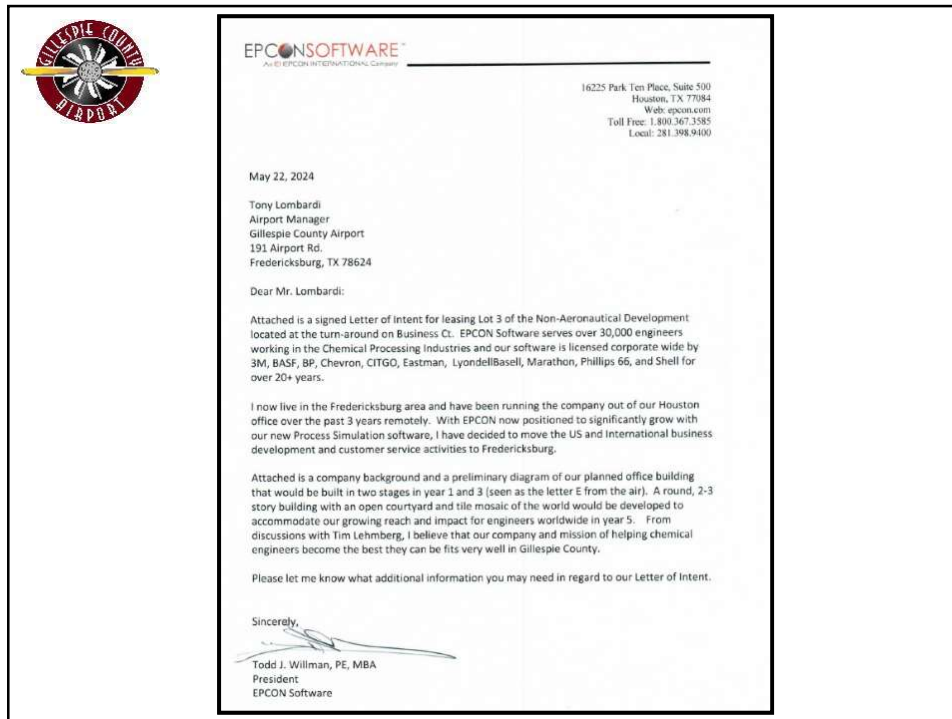 GILLESPIE COUNTY
AIRPORT
EPCONSOFTWARE™
An EPCON INTERNATIONAL Company
16225 Park Ten Place, Suite 500
Houston, TX 77084
Web: epcon.com
Toll Free: 1.800.367.3585
Local: 281.398.9400
May 22, 2024
Tony Lombardi
Airport Manager
Gillespie County Airport
191 Airport Rd.
Fredericksburg, TX 78624
Dear Mr. Lombardi:
Attached is a signed Letter of Intent for leasing Lot 3 of the Non-Aeronautical Development
located at the turn-around on Business Ct.  EPCON Software serves over 30,000 engineers
working in the Chemical Processing Industries and our software is licensed corporate wide by
3M, BASF, BP, Chevron, CITGO, Eastman,  LyondellBasell, Marathon, Phillips 66, and Shell for
over 20+ years.
I now live in the Fredericksburg area and have been running the company out of our Houston
office over the past 3 years remotely.  With EPCON now positioned to significantly grow with
our new Process Simulation software, I have decided to move the US and International business
development and customer service activities to Fredericksburg.
Attached is a company background and a preliminary diagram of our planned office building
that would be built in two stages in year 1 and 3 (seen as the letter E from the air).  A round, 2-3
story building with an open courtyard and tile mosaic of the world would be developed to
accommodate our growing reach and impact for engineers worldwide in year 5.   From
discussions with Tim Lehmberg, I believe that our company and mission of helping chemical
engineers become the best they can be fits very well in Gillespie County.
Please let me know what additional information you may need in regard to our Letter of Intent.
Sincerely,
Todd J. Willman, PE, MBA
President
EPCON Software